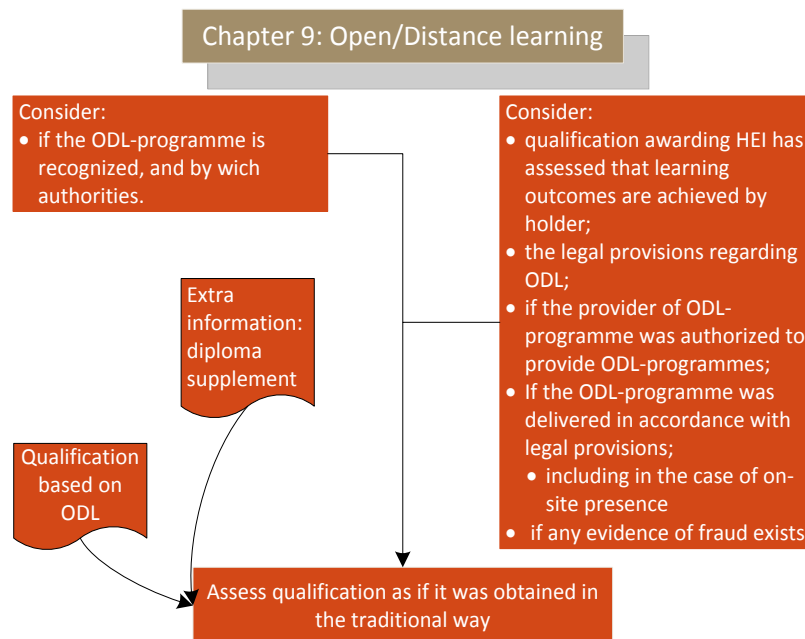 Chapter 9: Open/Distance learning
Consider:
• if the ODL-programme is
recognized, and by wich
authorities.
Consider:
• qualification awarding HEI has
assessed that learning
outcomes are achieved by
holder;
• the legal provisions regarding
ODL;
• if the provider of ODL-
programme was authorized to
provide ODL-programmes;
• If the ODL-programme was
delivered in accordance with
legal provisions;
• including in the case of on-
site presence
• if any evidence of fraud exists
Extra
information:
diploma
supplement
Qualification
based on
ODL
Assess qualification as if it was obtained in
the traditional way